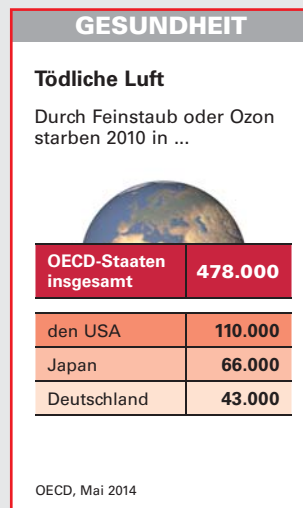 GESUNDHEIT
Tödliche Luft
Durch Feinstaub oder Ozon
starben 2010 in ...
OECD-Staaten
insgesamt 478.000
den USA 110.000
Japan 66.000
Deutschland 43.000
OECD, Mai 2014